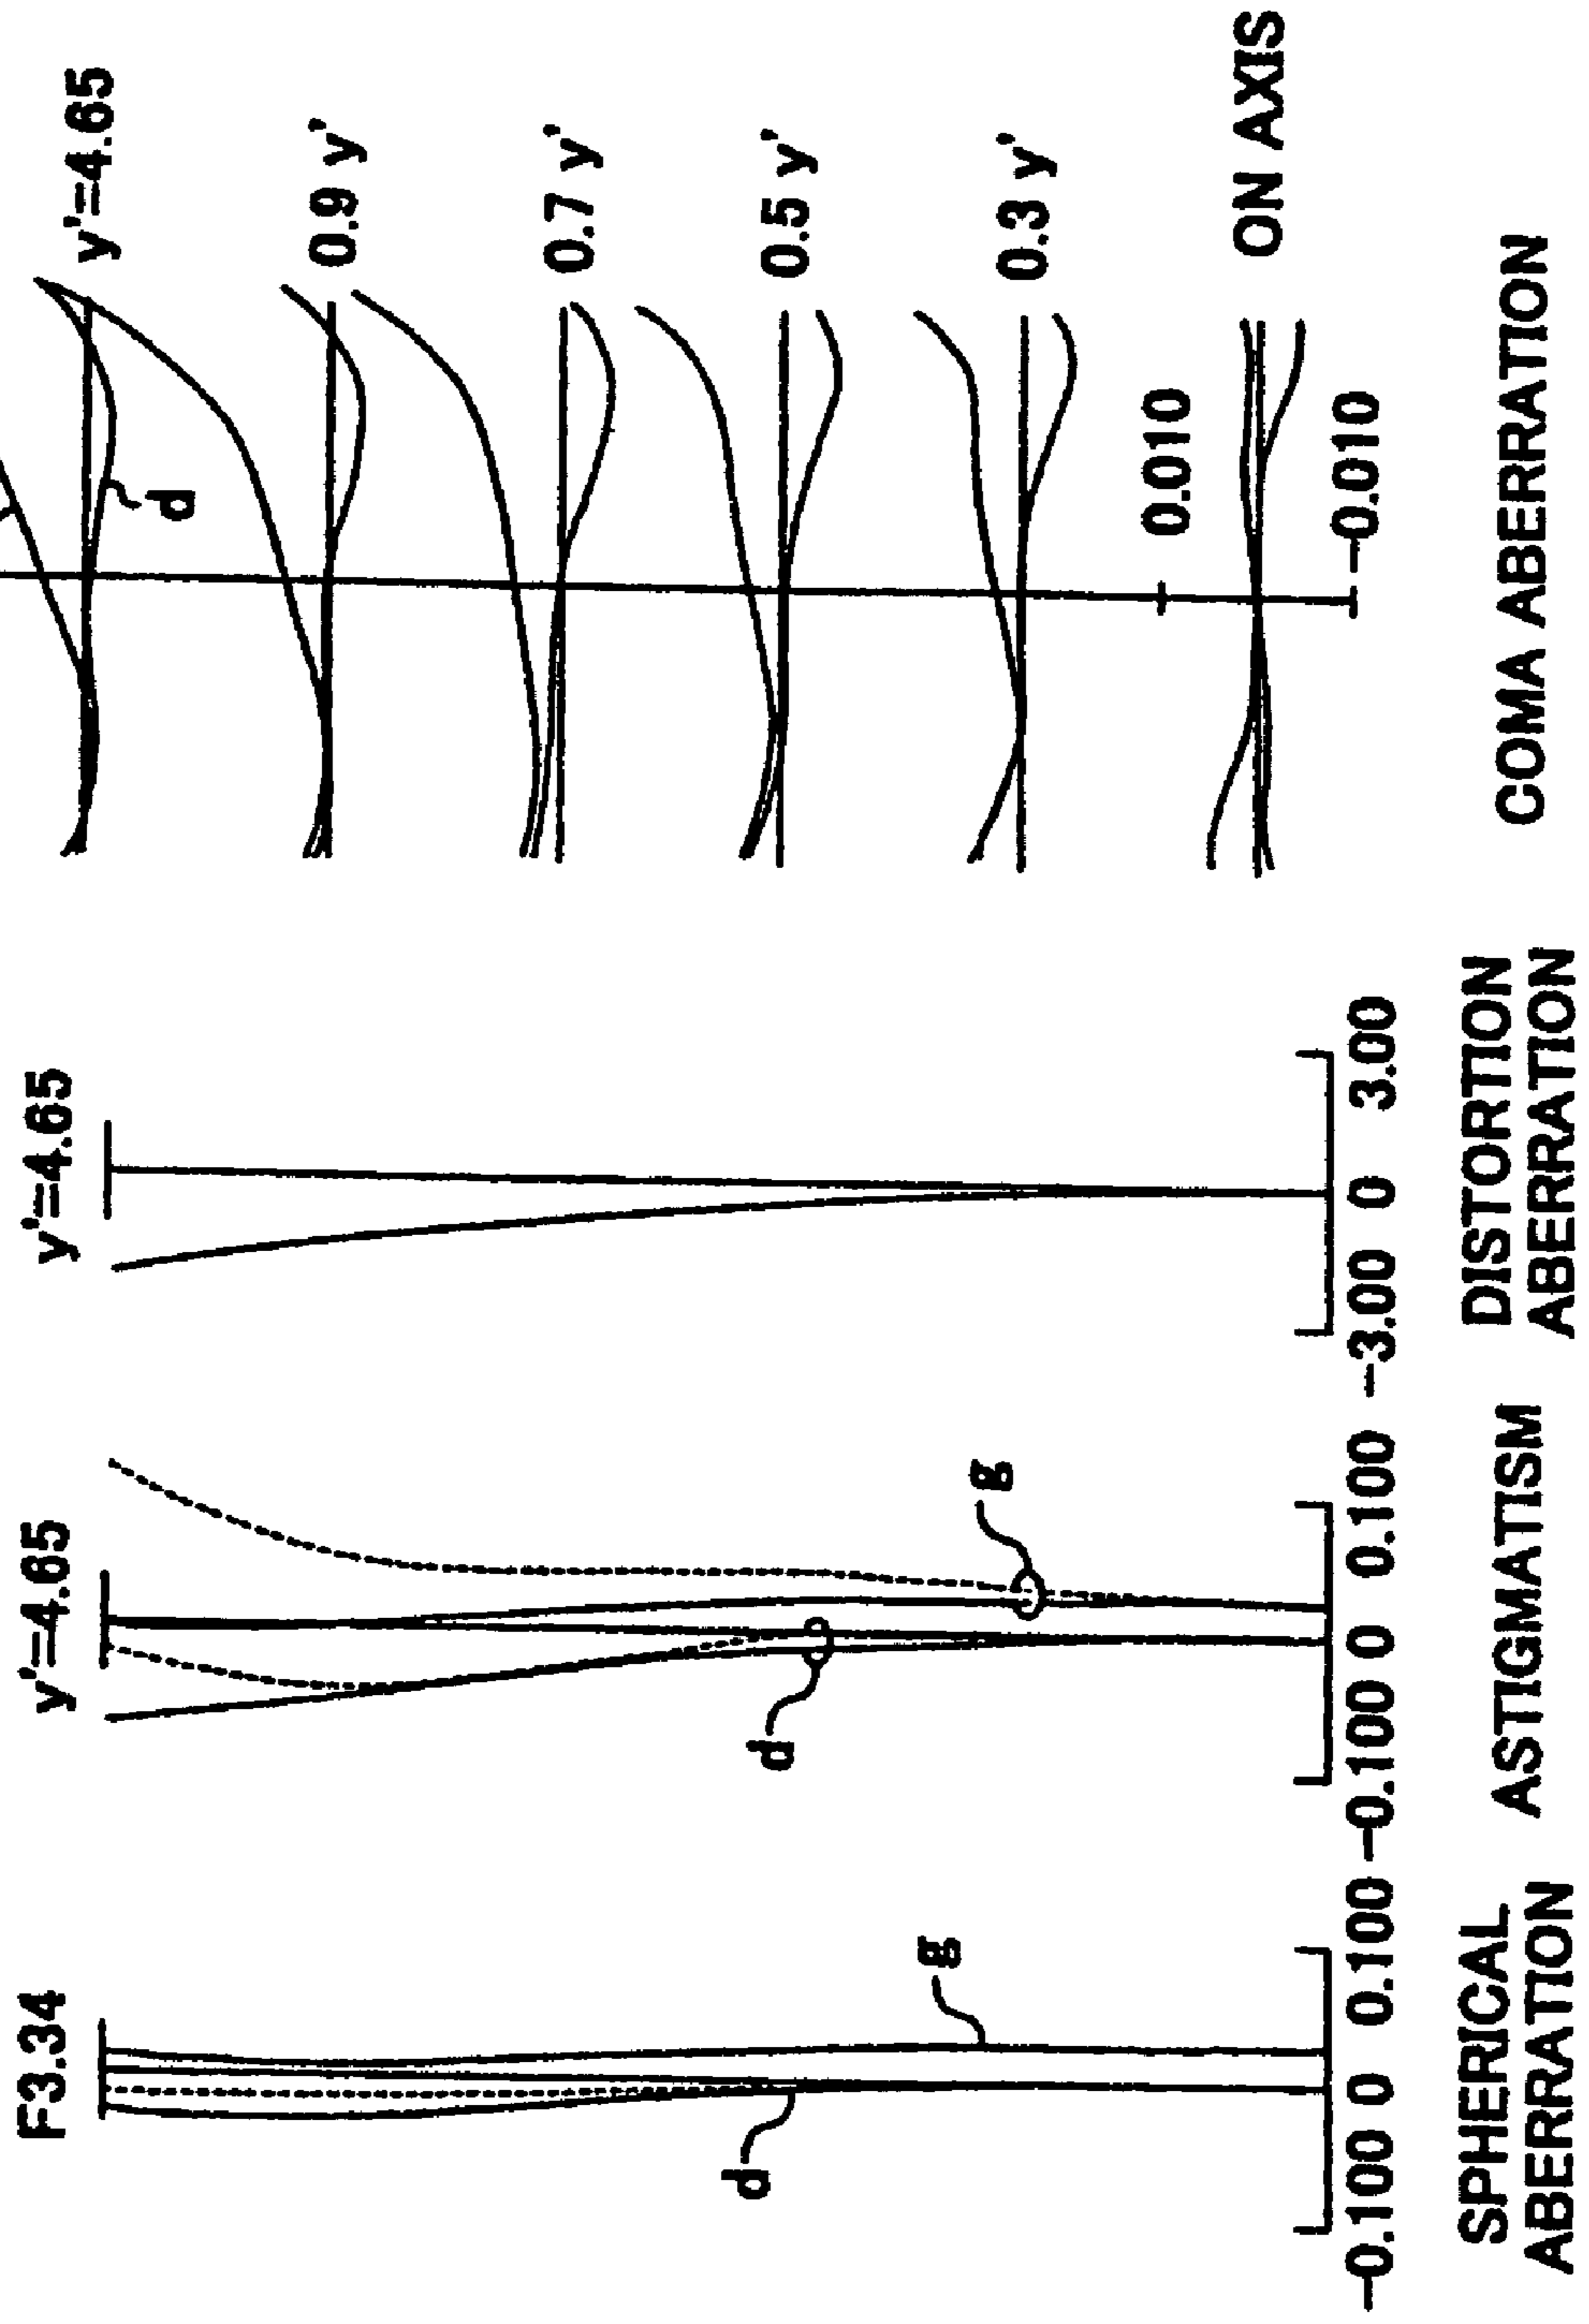 F3.34
g
d
-0.100 0 0.100
SPHERICAL
ABERRATION
y'=4.65
g
d
-0.100 0 0.100
ASTIGMATISM
y'=4.65
-3.00 0 3.00
DISTORTION
ABERRATION
y'=4.65
d
0.9 y'
0.7 y'
0.5 y'
0.3 y'
0.010
ON AXIS
-0.010
COMA ABERRATION